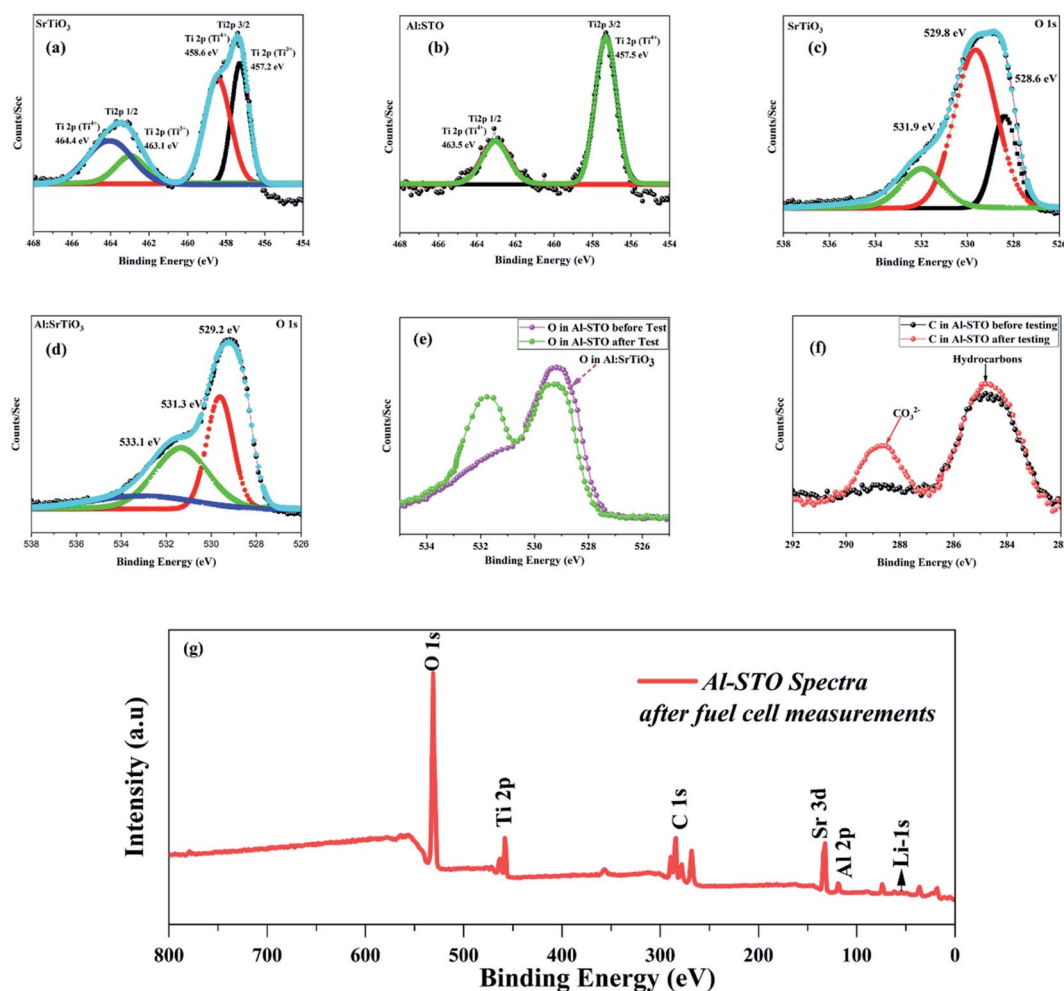 SrTiO3
(a)
Ti2p 3/2
Ti 2p (Ti4+)
458.6 eV
Ti 2p (Ti3+)
457.2 eV
Ti2p 1/2
Ti 2p (Ti4+)
464.4 eV
Ti 2p (Ti3+)
463.1 eV
Counts/Sec
468 466 464 462 460 458 456 454
Binding Energy (eV)
Al:STO
(b)
Ti2p 3/2
Ti 2p (Ti4+)
457.5 eV
Ti2p 1/2
Ti 2p (Ti4+)
463.5 eV
Counts/Sec
468 466 464 462 460 458 456 454
Binding Energy (eV)
SrTiO3
O 1s
(c)
529.8 eV
528.6 eV
531.9 eV
Counts/Sec
538 536 534 532 530 528 526
Binding Energy (eV)
Al:SrTiO3
O 1s
(d)
529.2 eV
531.3 eV
533.1 eV
Counts/Sec
538 536 534 532 530 528 526
Binding Energy (eV)
(e)
O in Al-STO before Test
O in Al-STO after Test
O in Al:SrTiO3
Counts/Sec
534 533 531 530 529 527 526
Binding Energy (eV)
(f)
C in Al-STO before testing
C in Al-STO after testing
Hydrocarbons
CO3 2-
Counts/Sec
292 290 288 286 284 282
Binding Energy (eV)
(g)
O 1s
Ti 2p
C 1s
Sr 3d
Al 2p
Li-1s
Al-STO Spectra
after fuel cell measurements
Intensity (a.u)
800 700 600 500 400 300 200 100 0
Binding Energy (eV)